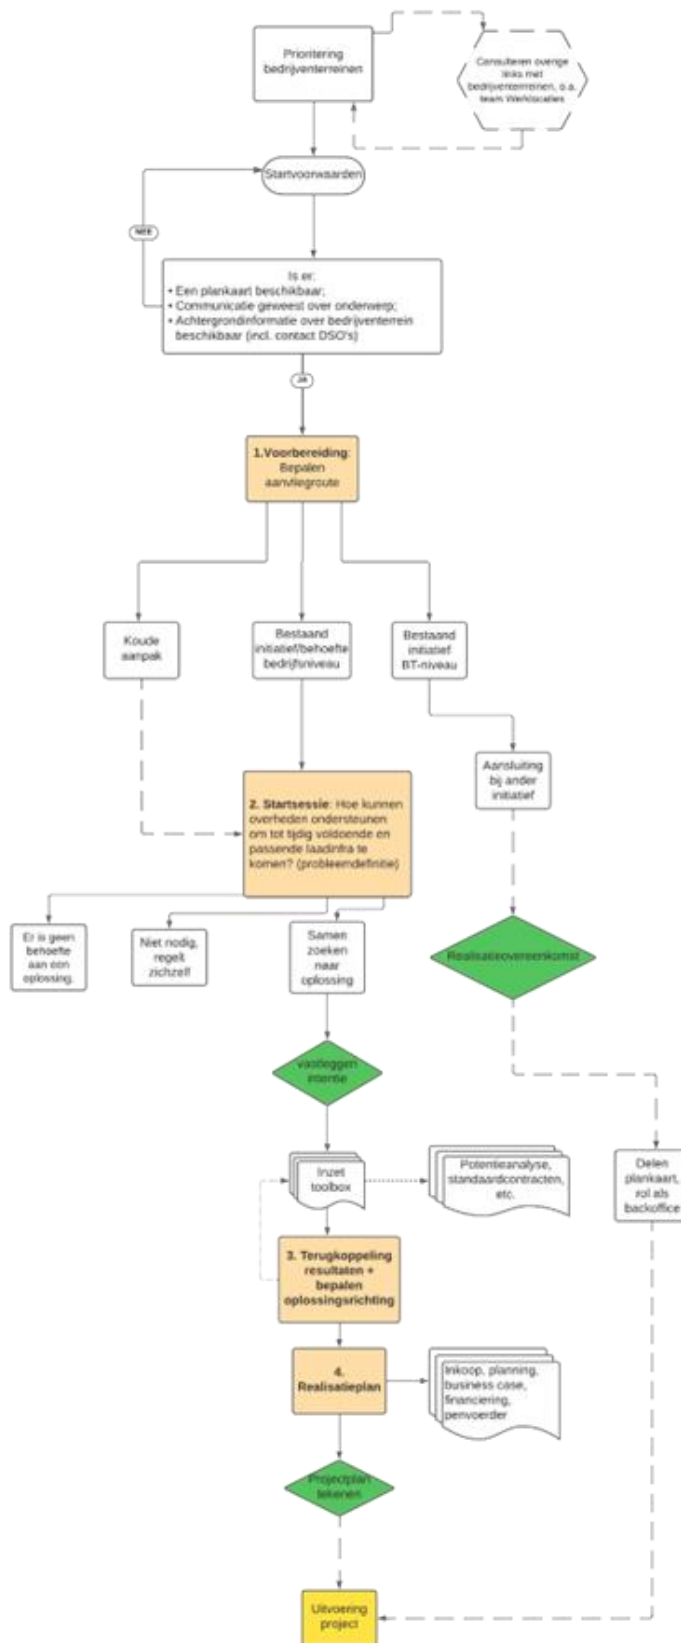 Prioritering
bedrijventerreinen
Consulteren overige
links met
bedrijventerreinen, o.a.
team Werklocaties
Startvoorwaarden
NEE
Is er:
• Een plankaart beschikbaar;
• Communicatie geweest over onderwerp;
• Achtergrondinformatie over bedrijventerrein
beschikbaar (incl. contact DSO's)
JA
1.Voorbereiding:
Bepalen
aanvliegroute
Koude
aanpak
Bestaand
initiatief/behoefte
bedrijfsniveau
Bestaand
initiatief
BT-niveau
Aansluiting
bij ander
initiatief
2. Startsessie: Hoe kunnen
overheden ondersteunen
om tot tijdig voldoende en
passende laadinfra te
komen? (probleemdefinitie)
Er is geen
behoefte
aan een
oplossing.
Niet nodig,
regelt
zichzelf
Samen
zoeken
naar
oplossing
Realisatieovereenkomst
vastleggen
intentie
Inzet
toolbox
Potentieanalyse,
standaardcontracten,
etc.
Delen
plankaart,
rol als
backoffice
3. Terugkoppeling
resultaten +
bepalen
oplossingsrichting
4.
Realisatieplan
Inkoop, planning,
business case,
financiering,
penvoerder
Projectplan
tekenen
Uitvoering
project